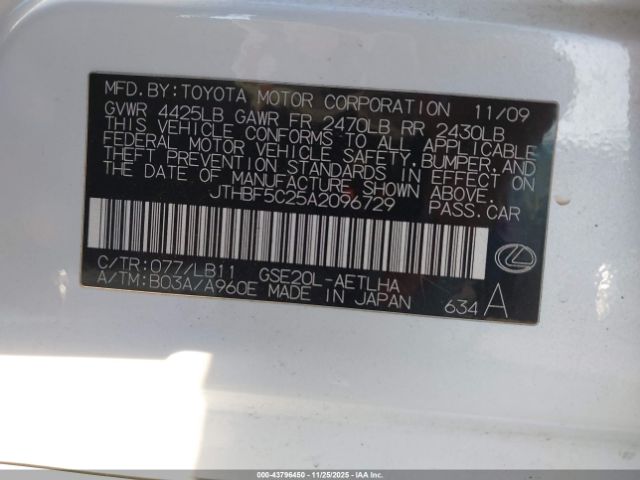 MFD. BY: TOYOTA MOTOR CORPORATION 11/09
GVWR 4425LB GAWR FR 2470LB RR 2430LB
THIS VEHICLE CONFORMS TO ALL APPLICABLE
FEDERAL MOTOR VEHICLE SAFETY, BUMPER, AND
THEFT PREVENTION STANDARDS IN EFFECT ON
THE DATE OF MANUFACTURE SHOWN ABOVE.
JTHBF5C25A2096729 PASS. CAR
C/TR: 077/LB11 GSE20L-AETLHA
A/TM: B03A/A960E MADE IN JAPAN
634 A
000-43796450 - 11/25/2025 - IAAI.COM